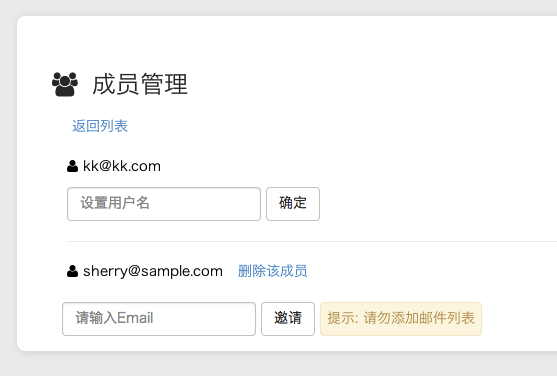 成员管理
返回列表
kk@kk.com
设置用户名 确定
sherry@sample.com 删除该成员
请输入Email 邀请 提示: 请勿添加邮件列表